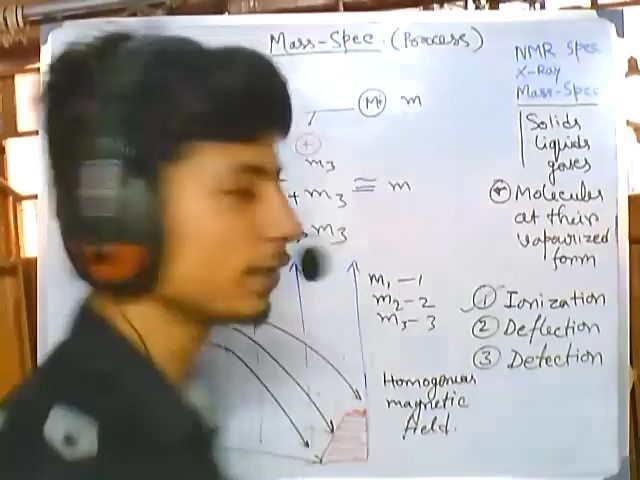 Mass-Spec. (Process)
NMR Spec
X-Ray
Mass-Spec
Solids
liquids
gases
Molecules
at their
vapourized
form
M+ m
+
m3
+ m3 ≅ m
m3
m1 - 1
m2 - 2
m3 - 3
① Ionization
② Deflection
③ Detection
Homogeneous
magnetic
field.